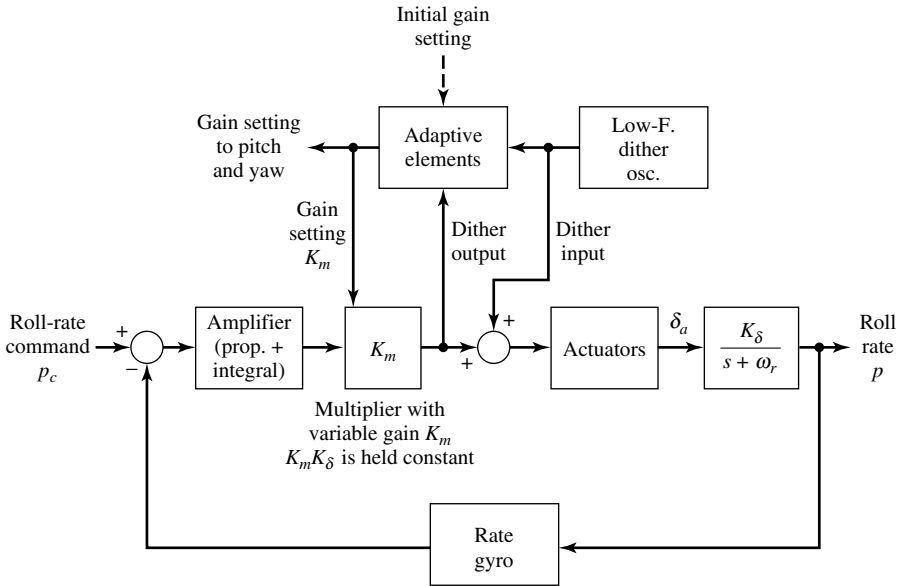 Initial gain
setting
Gain setting
to pitch
and yaw
Adaptive
elements
Low-F.
dither
osc.
Gain
setting
K_m
Dither
output
Dither
input
Roll-rate
command
p_c
+
−
Amplifier
(prop. +
integral)
K_m
+
+
Actuators
δ_a
K_δ
s + ω_r
Roll
rate
p
Multiplier with
variable gain K_m
K_m K_δ is held constant
Rate
gyro